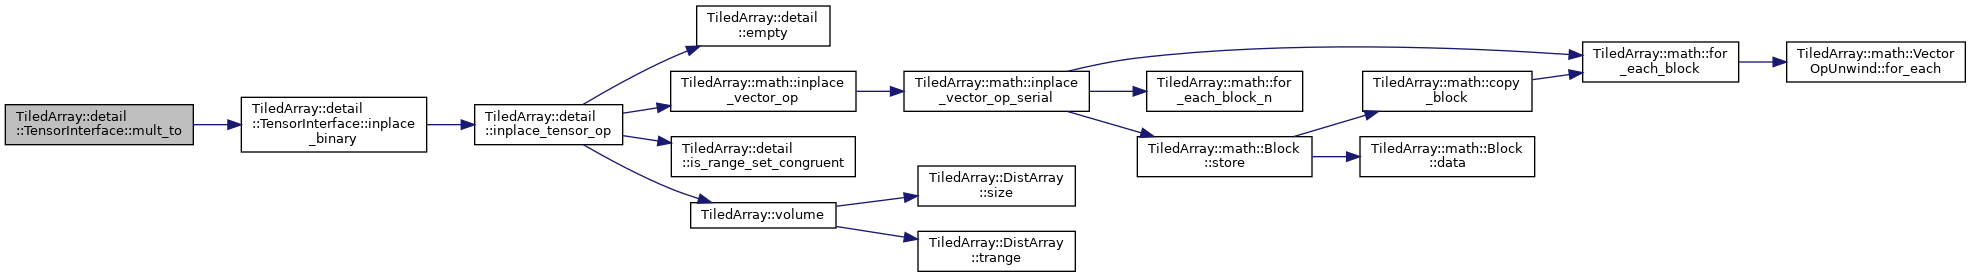 TiledArray::detail
::TensorInterface::mult_to
TiledArray::detail
::TensorInterface::inplace
_binary
TiledArray::detail
::inplace_tensor_op
TiledArray::detail
::empty
TiledArray::math::inplace
_vector_op
TiledArray::detail
::is_range_set_congruent
TiledArray::volume
TiledArray::math::inplace
_vector_op_serial
TiledArray::DistArray
::size
TiledArray::DistArray
::trange
TiledArray::math::for
_each_block_n
TiledArray::math::Block
::store
TiledArray::math::copy
_block
TiledArray::math::Block
::data
TiledArray::math::for
_each_block
TiledArray::math::Vector
OpUnwind::for_each